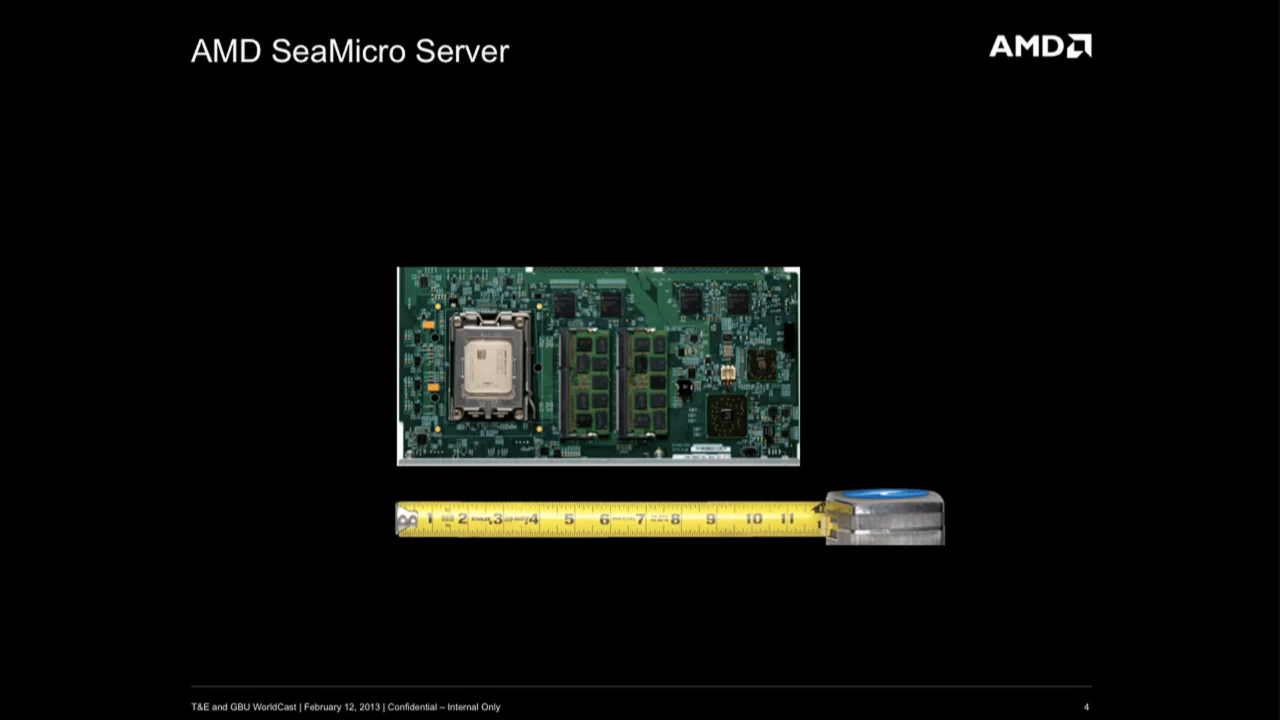 AMD SeaMicro Server
AMD
1 2 3 4 5 6 7 8 9 10 11
T&E and GBU WorldCast | February 12, 2013 | Confidential – Internal Only
4